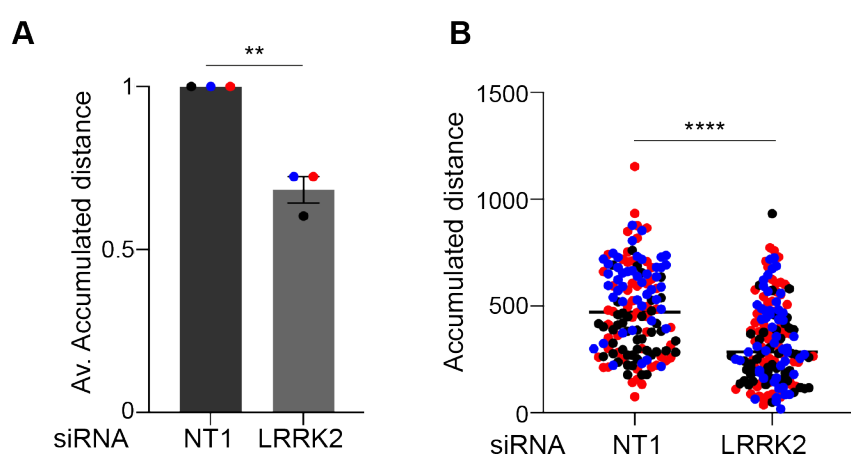 A
**
Av. Accumulated distance
1
0.5
0
siRNA NT1 LRRK2
B
****
Accumulated distance
1500
1000
500
0
siRNA NT1 LRRK2